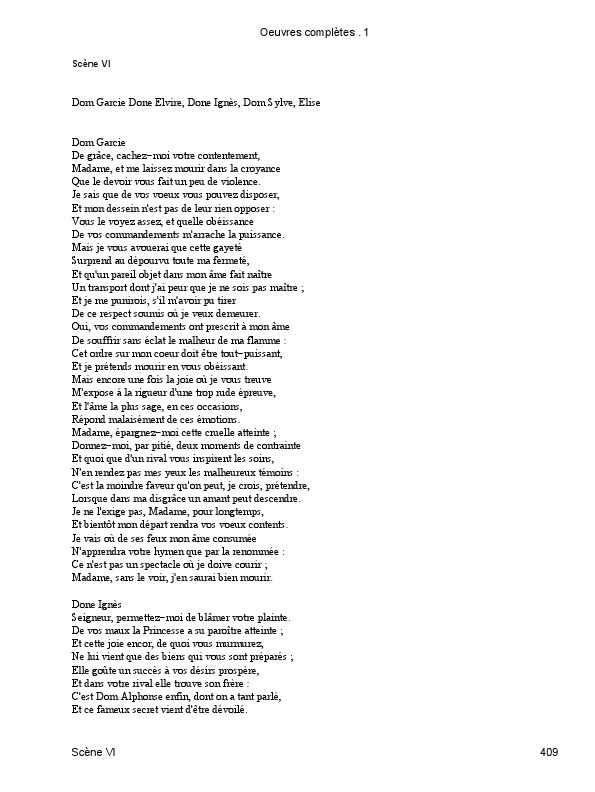 Oeuvres complètes . 1
Scène VI
Dom Garcie Done Elvire, Done Ignès, Dom Sylve, Elise
Dom Garcie
De grâce, cachez-moi votre contentement,
Madame, et me laissez mourir dans la croyance
Que le devoir vous fait un peu de violence.
Je sais que de vos voeux vous pouvez disposer,
Et mon dessein n'est pas de leur rien opposer :
Vous le voyez assez, et quelle obéissance
De vos commandements m'arrache la puissance.
Mais je vous avouerai que cette gayeté
Surprend au dépourvu toute ma fermeté,
Et qu'un pareil objet dans mon âme fait naître
Un transport dont j'ai peur que je ne sois pas maître ;
Et je me punirois, s'il m'avoir pu tirer
De ce respect soumis où je veux demeurer.
Oui, vos commandements ont prescrit à mon âme
De souffrir sans éclat le malheur de ma flamme :
Cet ordre sur mon coeur doit être tout-puissant,
Et je prétends mourir en vous obéissant.
Mais encore une fois la joie où je vous treuve
M'expose à la rigueur d'une trop rude épreuve,
Et l'âme la plus sage, en ces occasions,
Répond malaisément de ces émotions.
Madame, épargnez-moi cette cruelle atteinte ;
Donnez-moi, par pitié, deux moments de contrainte
Et quoi que d'un rival vous inspirent les soins,
N'en rendez pas mes yeux les malheureux témoins :
C'est la moindre faveur qu'on peut, je crois, prétendre,
Lorsque dans ma disgrâce un amant peut descendre.
Je ne l'exige pas, Madame, pour longtemps,
Et bientôt mon départ rendra vos voeux contents.
Je vais où de ses feux mon âme consumée
N'apprendra votre hymen que par la renommée :
Ce n'est pas un spectacle où je doive courir ;
Madame, sans le voir, j'en saurai bien mourir.
Done Ignès
Seigneur, permettez-moi de blâmer votre plainte.
De vos maux la Princesse a su paroître atteinte ;
Et cette joie encor, de quoi vous murmurez,
Ne lui vient que des biens qui vous sont préparés ;
Elle goûte un succès à vos désirs prospère,
Et dans votre rival elle trouve son frère :
C'est Dom Alphonse enfin, dont on a tant parlé,
Et ce fameux secret vient d'être dévoilé.
Scène VI
409